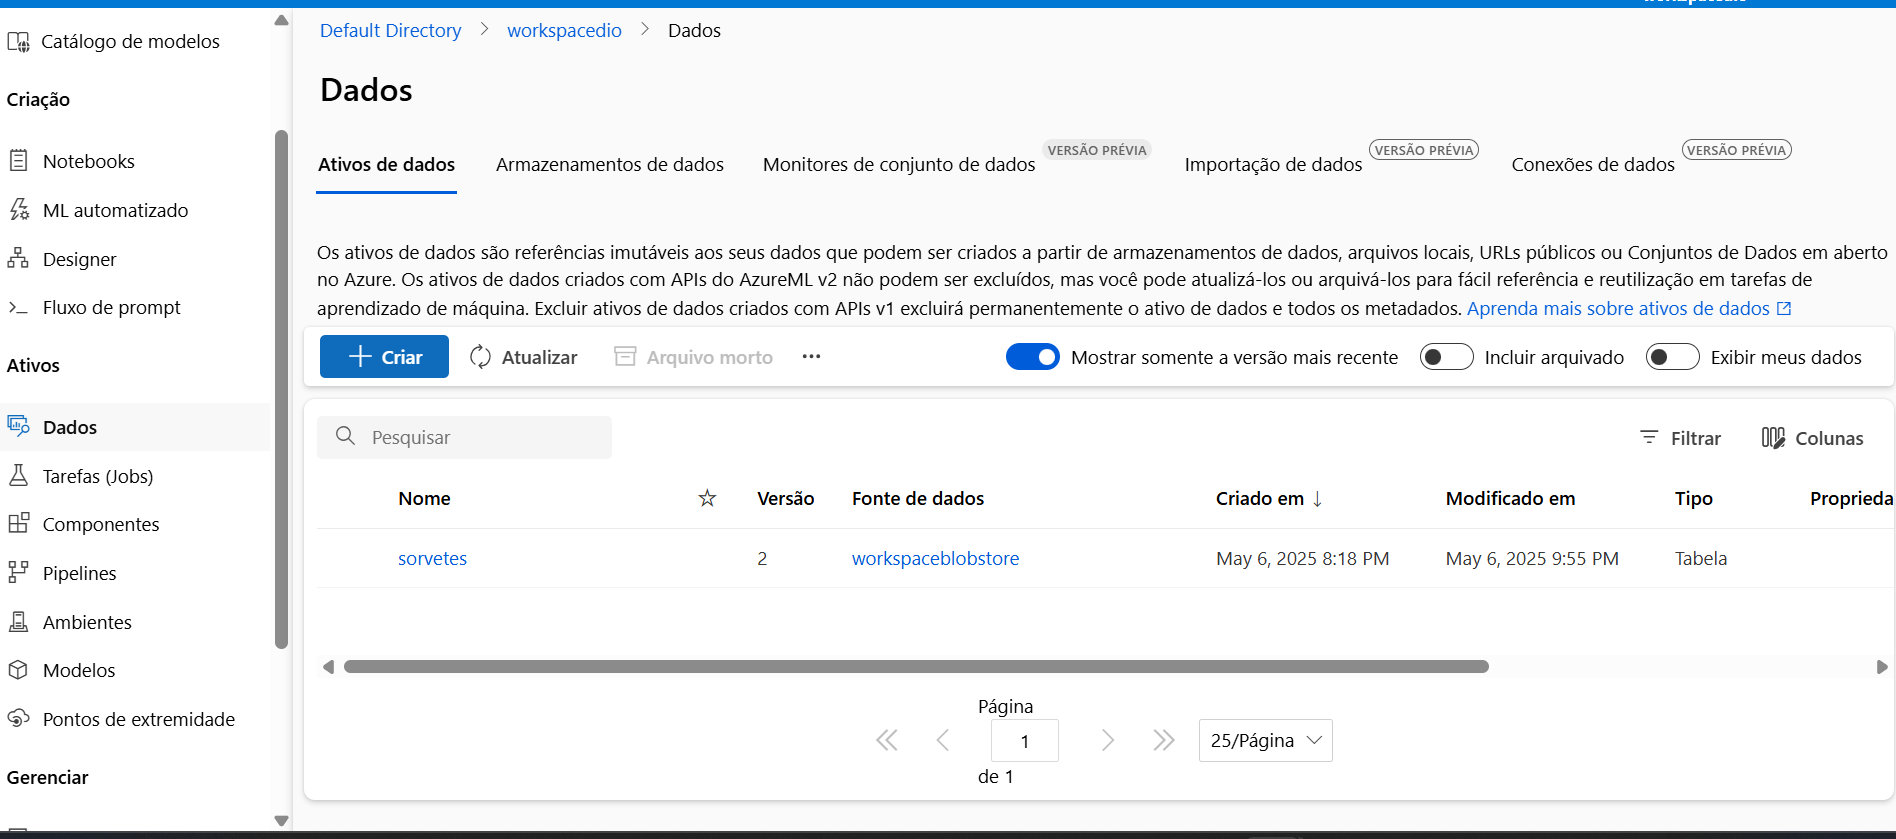 Default Directory > workspacedio > Dados
Catálogo de modelos
Criação
Notebooks
ML automatizado
Designer
Fluxo de prompt
Ativos
Dados
Tarefas (Jobs)
Componentes
Pipelines
Ambientes
Modelos
Pontos de extremidade
Gerenciar
Dados
Ativos de dados
Armazenamentos de dados
Monitores de conjunto de dados VERSÃO PRÉVIA
Importação de dados VERSÃO PRÉVIA
Conexões de dados VERSÃO PRÉVIA
Os ativos de dados são referências imutáveis aos seus dados que podem ser criados a partir de armazenamentos de dados, arquivos locais, URLs públicos ou Conjuntos de Dados em aberto
no Azure. Os ativos de dados criados com APIs do AzureML v2 não podem ser excluídos, mas você pode atualizá-los ou arquivá-los para fácil referência e reutilização em tarefas de
aprendizado de máquina. Excluir ativos de dados criados com APIs v1 excluirá permanentemente o ativo de dados e todos os metadados. Aprenda mais sobre ativos de dados
Criar Atualizar Arquivo morto ... Mostrar somente a versão mais recente Incluir arquivado Exibir meus dados
Pesquisar Filtrar Colunas
Nome Versão Fonte de dados Criado em ↓ Modificado em Tipo Proprieda
sorvetes 2 workspaceblobstore May 6, 2025 8:18 PM May 6, 2025 9:55 PM Tabela
Página
1 25/Página
de 1